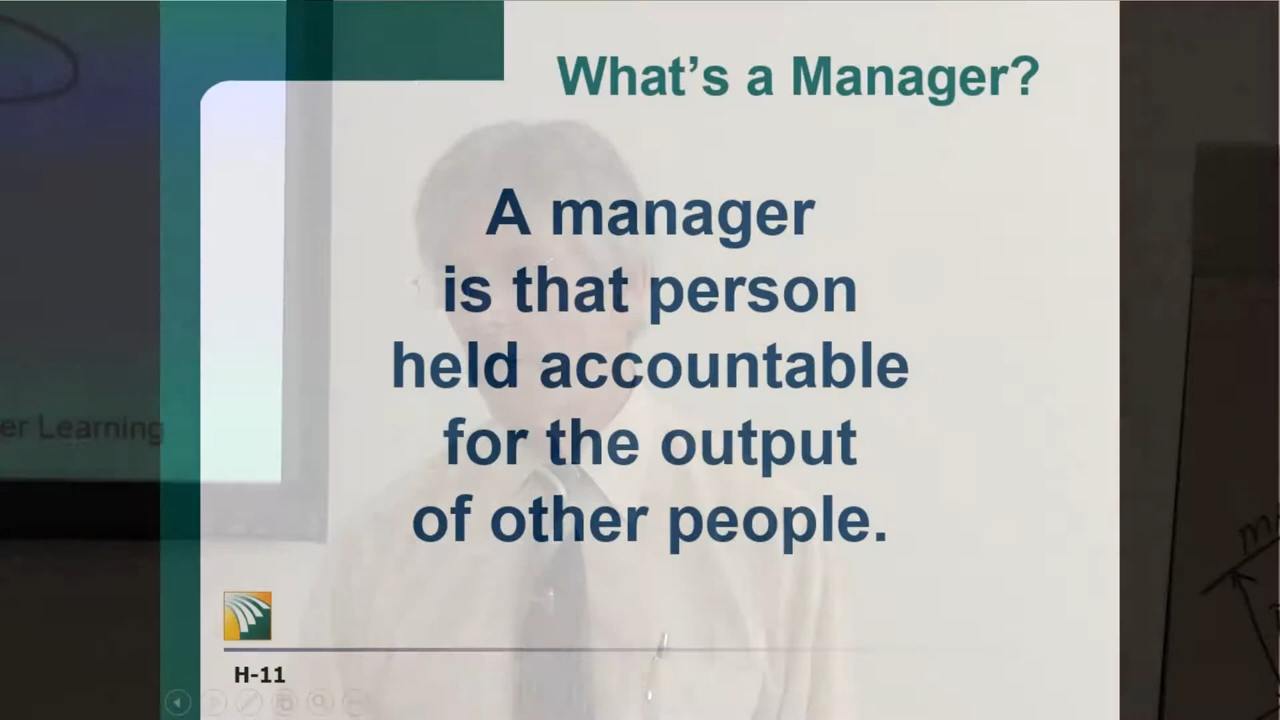 What's a Manager?
A manager
is that person
held accountable
for the output
of other people.
er Learning
H-11